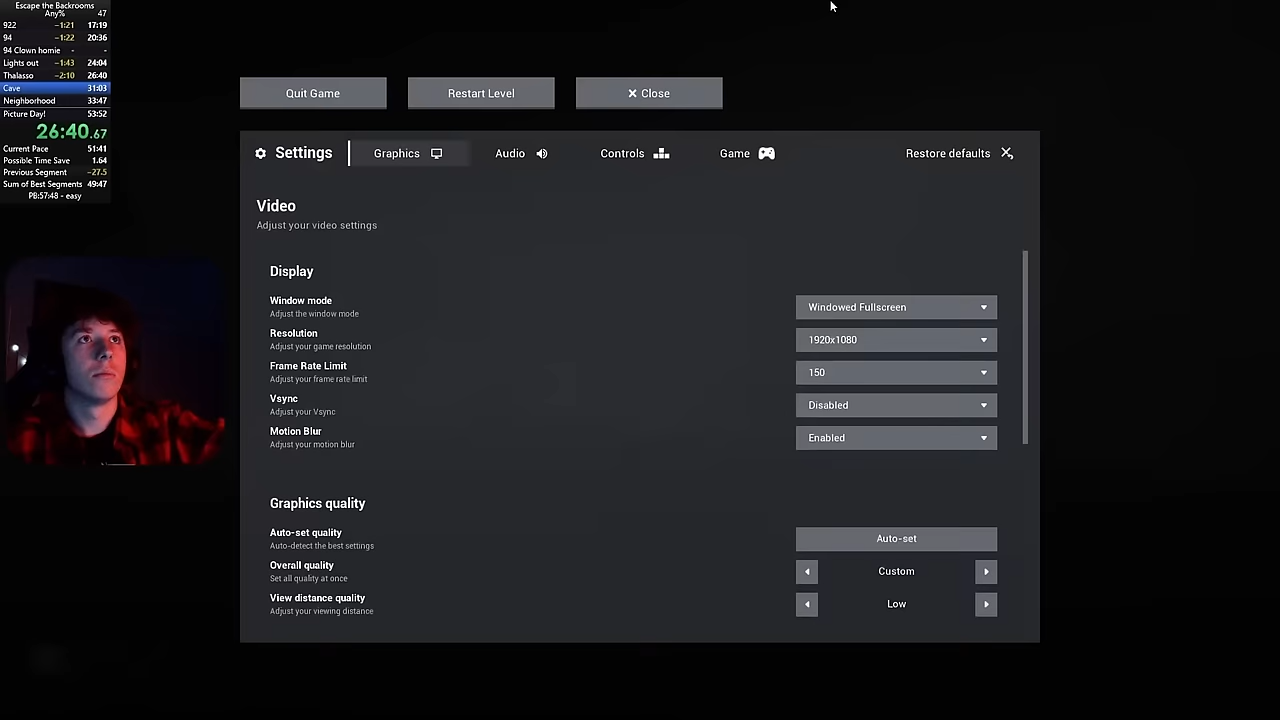 Escape the Backrooms
Any% 47
922 −1:21 17:19
94 −1:22 20:36
94 Clown homie - -
Lights out −1:43 24:04
Thalasso −2:10 26:40
Cave 31:03
Neighborhood 33:47
Picture Day! 53:52
26:40.67
Current Pace 51:41
Possible Time Save 1.64
Previous Segment −27.5
Sum of Best Segments 49:47
PB:57:48 - easy
Quit Game
Restart Level
Close
Settings
Graphics
Audio
Controls
Game
Restore defaults
Video
Adjust your video settings
Display
Window mode
Adjust the window mode
Windowed Fullscreen
Resolution
Adjust your game resolution
1920x1080
Frame Rate Limit
Adjust your frame rate limit
150
Vsync
Adjust your Vsync
Disabled
Motion Blur
Adjust your motion blur
Enabled
Graphics quality
Auto-set quality
Auto-detect the best settings
Auto-set
Overall quality
Set all quality at once
Custom
View distance quality
Adjust your viewing distance
Low